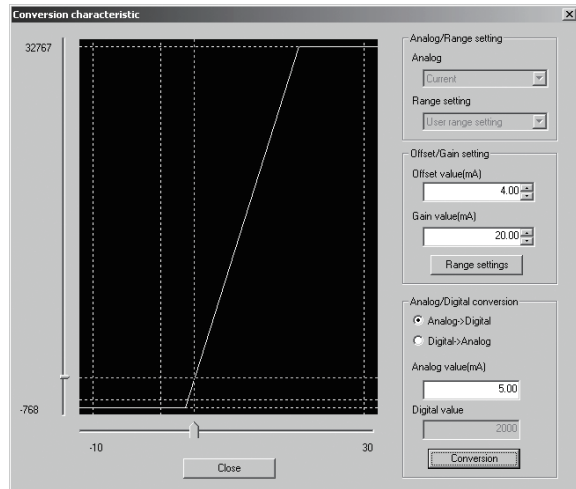 Conversion characteristic
32767
-768
-10
30
Close
Analog/Range setting
Analog
Current
Range setting
User range setting
Offset/Gain setting
Offset value(mA)
4.00
Gain value(mA)
20.00
Range settings
Analog/Digital conversion
Analog->Digital
Digital->Analog
Analog value(mA)
5.00
Digital value
2000
Conversion